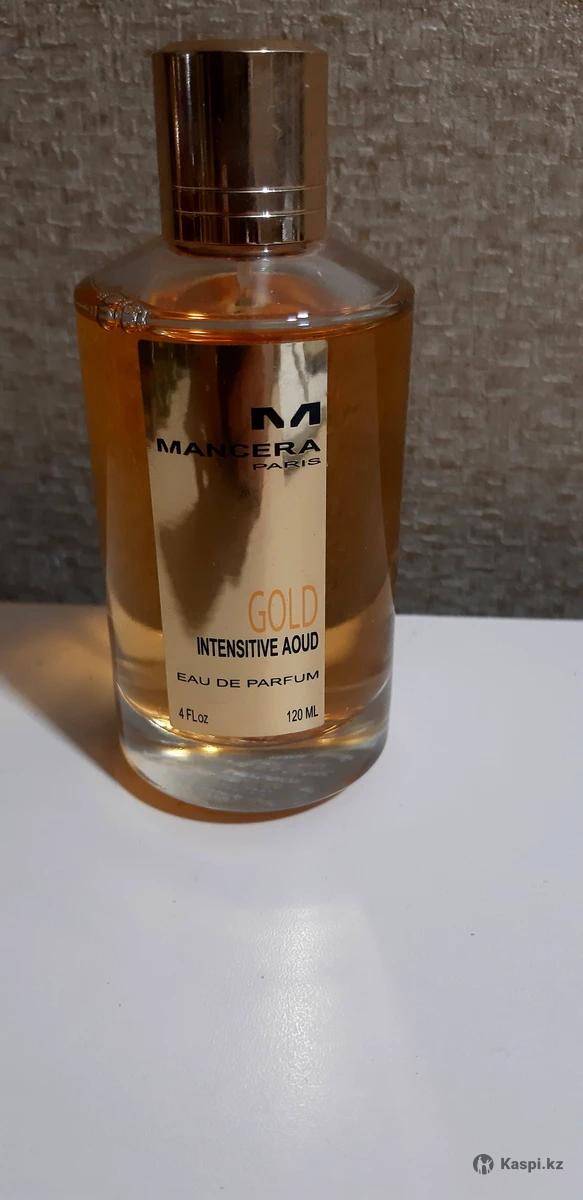 M
MANCERA
PARIS
GOLD
INTENSITIVE AOUD
EAU DE PARFUM
4 FLoz 120 ML
Kaspi.kz